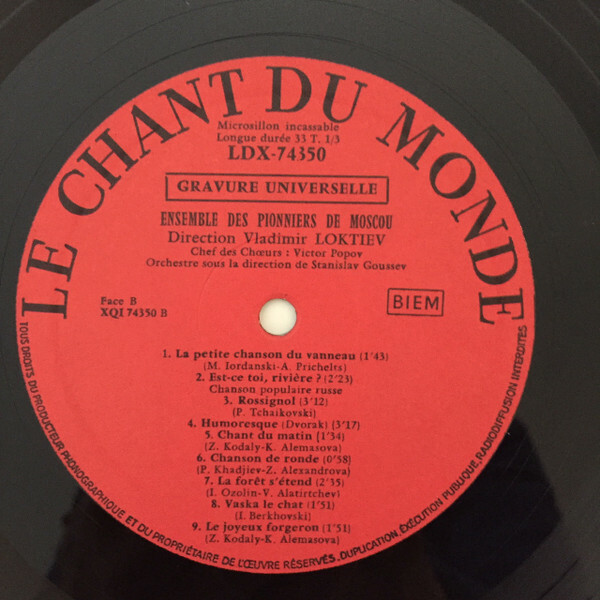 LE CHANT DU MONDE
Microsillon incassable
Longue durée 33 T. 1/3
LDX-74350
GRAVURE UNIVERSELLE
ENSEMBLE DES PIONNIERS DE MOSCOU
Direction Vladimir LOKTIEV
Chef des Chœurs : Victor Popov
Orchestre sous la direction de Stanislav Goussev
Face B
XQI 74350 B
BIEM
1. La petite chanson du vanneau (1'43)
(M. Iordanski-A. Prichelts)
2. Est-ce toi, rivière ? (2'23)
Chanson populaire russe
3. Rossignol (3'12)
(P. Tchaikovski)
4. Humoresque (Dvorak) (3'17)
5. Chant du matin (1'34)
(Z. Kodaly-K. Alemasova)
6. Chanson de ronde (0'58)
(P. Khadjiev-Z. Alexandrova)
7. La forêt s'étend (2'35)
(I. Ozolin-V. Alatirtchev)
8. Vaska le chat (1'51)
(I. Berkhovski)
9. Le joyeux forgeron (1'51)
(Z. Kodaly-K. Alemasova)
TOUS DROITS DU PRODUCTEUR PHONOGRAPHIQUE ET DU PROPRIÉTAIRE DE L'ŒUVRE RÉSERVÉS. DUPLICATION, EXÉCUTION PUBLIQUE, RADIODIFFUSION INTERDITES